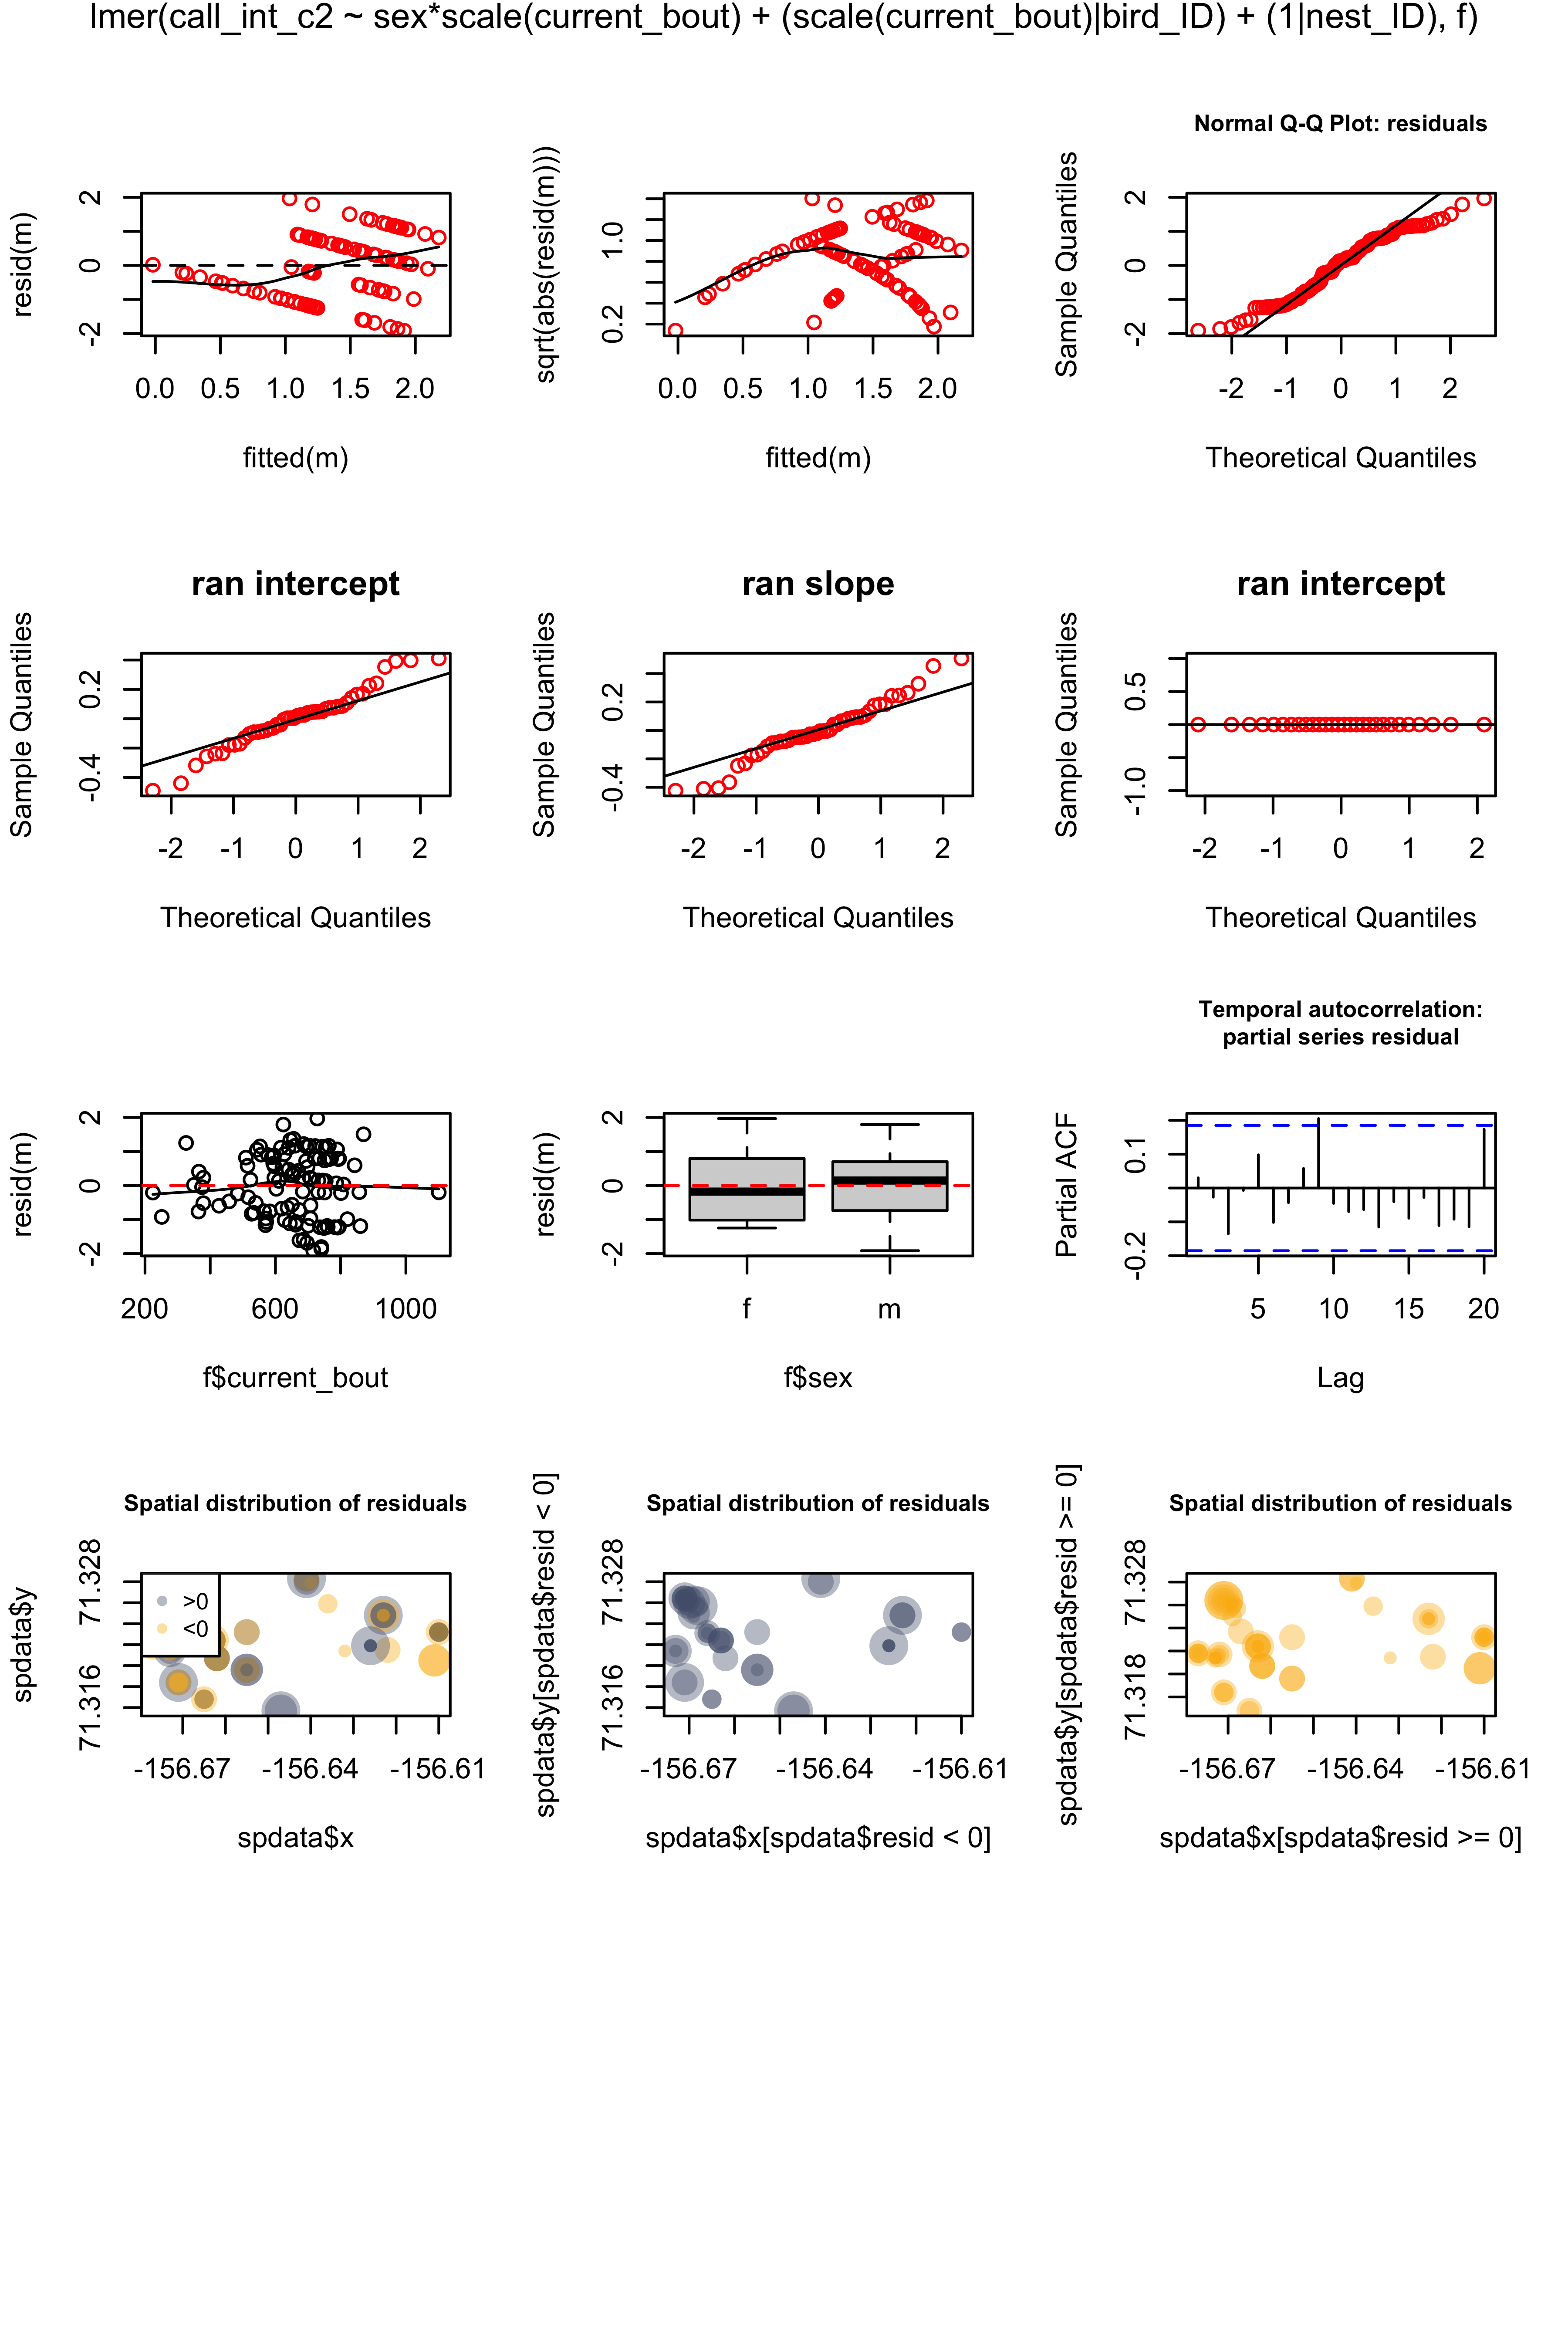 lmer(call_int_c2 ~ sex*scale(current_bout) + (scale(current_bout)|bird_ID) + (1|nest_ID), f)
resid(m)
2
0
-2
0.0 0.5 1.0 1.5 2.0
fitted(m)
sqrt(abs(resid(m)))
1.0
0.2
0.0 0.5 1.0 1.5 2.0
fitted(m)
Normal Q-Q Plot: residuals
Sample Quantiles
2
0
-2
-2 -1 0 1 2
Theoretical Quantiles
ran intercept
Sample Quantiles
0.2
-0.4
-2 -1 0 1 2
Theoretical Quantiles
ran slope
Sample Quantiles
0.2
-0.4
-2 -1 0 1 2
Theoretical Quantiles
ran intercept
Sample Quantiles
0.5
-1.0
-2 -1 0 1 2
Theoretical Quantiles
resid(m)
2
0
-2
200 600 1000
f$current_bout
resid(m)
2
0
-2
f m
f$sex
Temporal autocorrelation:
partial series residual
Partial ACF
0.1
-0.2
5 10 15 20
Lag
Spatial distribution of residuals
spdata$y
71.328
71.316
>0
<0
-156.67 -156.64 -156.61
spdata$x
Spatial distribution of residuals
spdata$y[spdata$resid < 0]
71.328
71.316
-156.67 -156.64 -156.61
spdata$x[spdata$resid < 0]
Spatial distribution of residuals
spdata$y[spdata$resid >= 0]
71.328
71.318
-156.67 -156.64 -156.61
spdata$x[spdata$resid >= 0]